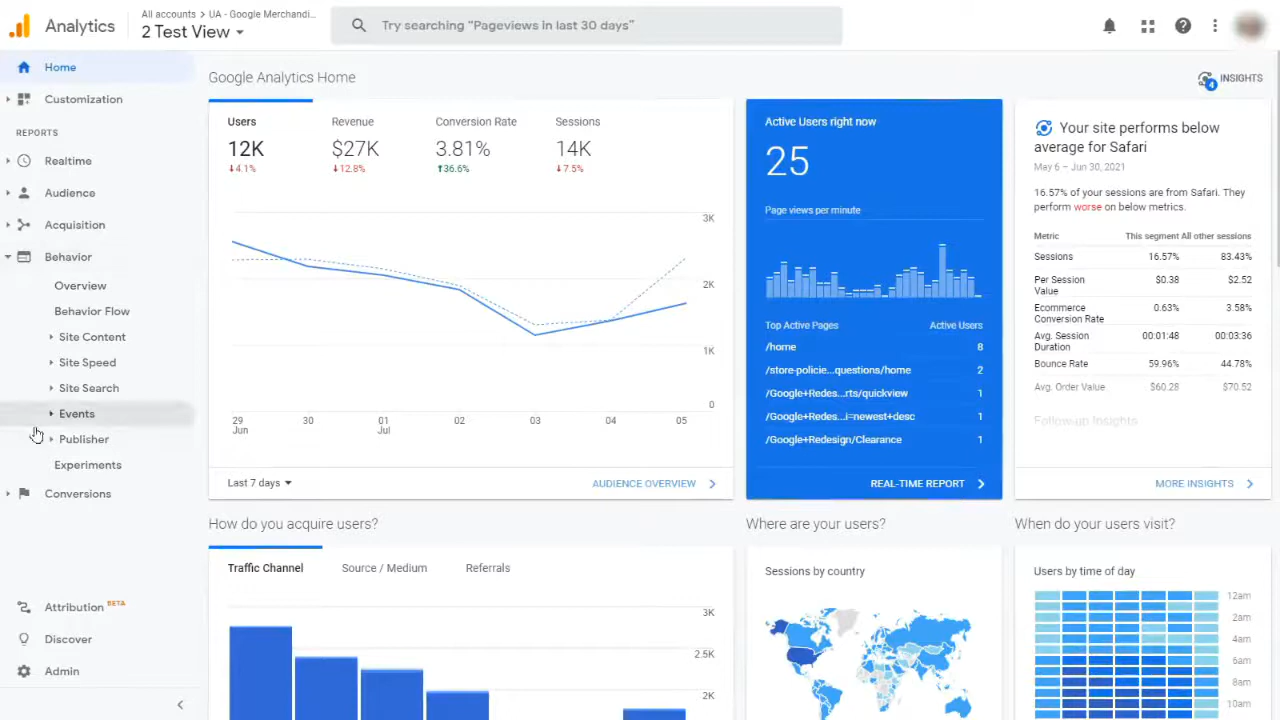 Analytics
All accounts > UA - Google Merchandi...
2 Test View
Try searching "Pageviews in last 30 days"
Home
Customization
REPORTS
Realtime
Audience
Acquisition
Behavior
Overview
Behavior Flow
Site Content
Site Speed
Site Search
Events
Publisher
Experiments
Conversions
Attribution BETA
Discover
Admin
Google Analytics Home
4 INSIGHTS
Users Revenue Conversion Rate Sessions
12K $27K 3.81% 14K
4.1% 12.8% 36.6% 7.5%
3K
2K
1K
0
29 30 01 02 03 04 05
Jun Jul
Last 7 days AUDIENCE OVERVIEW
Active Users right now
25
Page views per minute
Top Active Pages Active Users
/home 8
/store-policie...questions/home 2
/Google+Redes...rts/quickview 1
/Google+Redes...i=newest+desc 1
/Google+Redesign/Clearance 1
REAL-TIME REPORT
Your site performs below
average for Safari
May 6 – Jun 30, 2021
16.57% of your sessions are from Safari. They
perform worse on below metrics.
Metric This segment All other sessions
Sessions 16.57% 83.43%
Per Session $0.38 $2.52
Value
Ecommerce 0.63% 3.58%
Conversion Rate
Avg. Session 00:01:48 00:03:36
Duration
Bounce Rate 59.96% 44.78%
Avg. Order Value $60.28 $70.52
Follow-up Insights
MORE INSIGHTS
How do you acquire users?
Traffic Channel Source / Medium Referrals
3K
2.5K
2K
Where are your users?
Sessions by country
When do your users visit?
Users by time of day
12am
2am
4am
6am
8am
10am